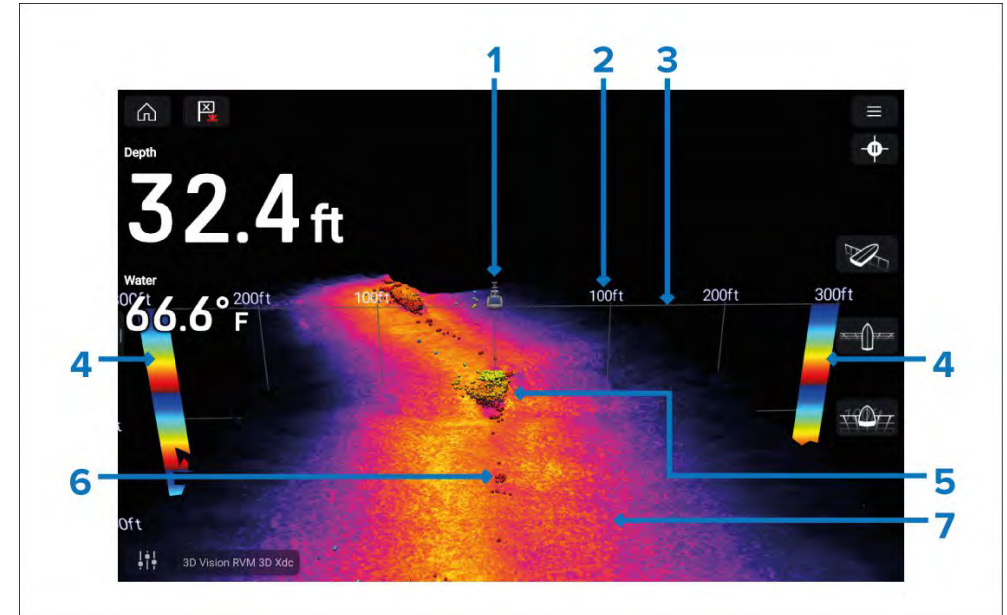 1 2 3
Depth
32.4 ft
Water
66.6° F
200ft 100ft 100ft 200ft 300ft
4 4
6 5
7
0ft
3D Vision RVM 3D Xdc